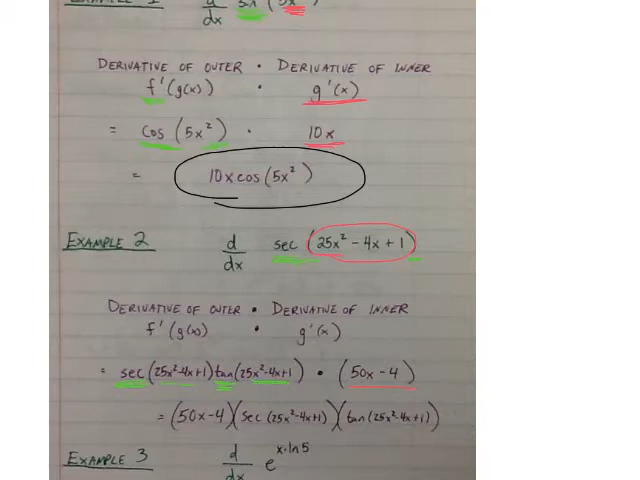 EXAMPLE 1 d/dx sin (5x²)
DERIVATIVE OF OUTER • DERIVATIVE OF INNER
f'(g(x)) • g'(x)
= cos (5x²) • 10x
= 10x cos (5x²)
EXAMPLE 2 d/dx sec (25x² - 4x + 1)
DERIVATIVE OF OUTER • DERIVATIVE OF INNER
f'(g(x)) • g'(x)
= sec (25x²-4x+1) tan (25x²-4x+1) • (50x - 4)
= (50x-4)(sec (25x²-4x+1))(tan (25x²-4x+1))
EXAMPLE 3 d/dx e^(x·ln5)